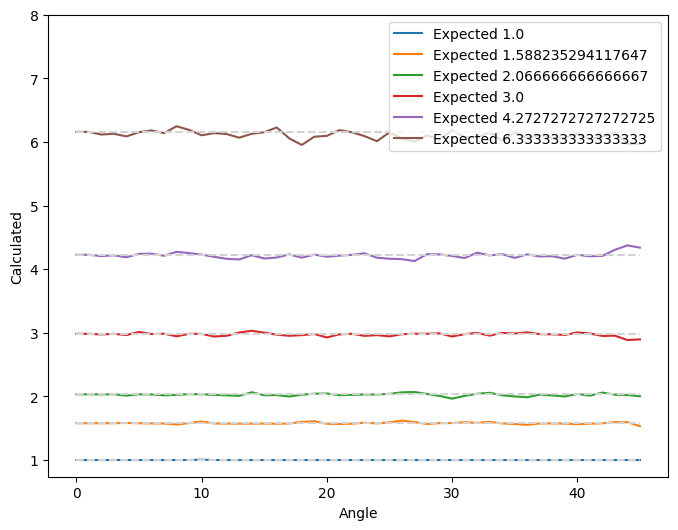 8
7
6
5
4
3
2
1
Calculated
Expected 1.0
Expected 1.588235294117647
Expected 2.066666666666667
Expected 3.0
Expected 4.2727272727272725
Expected 6.333333333333333
0
10
20
30
40
Angle